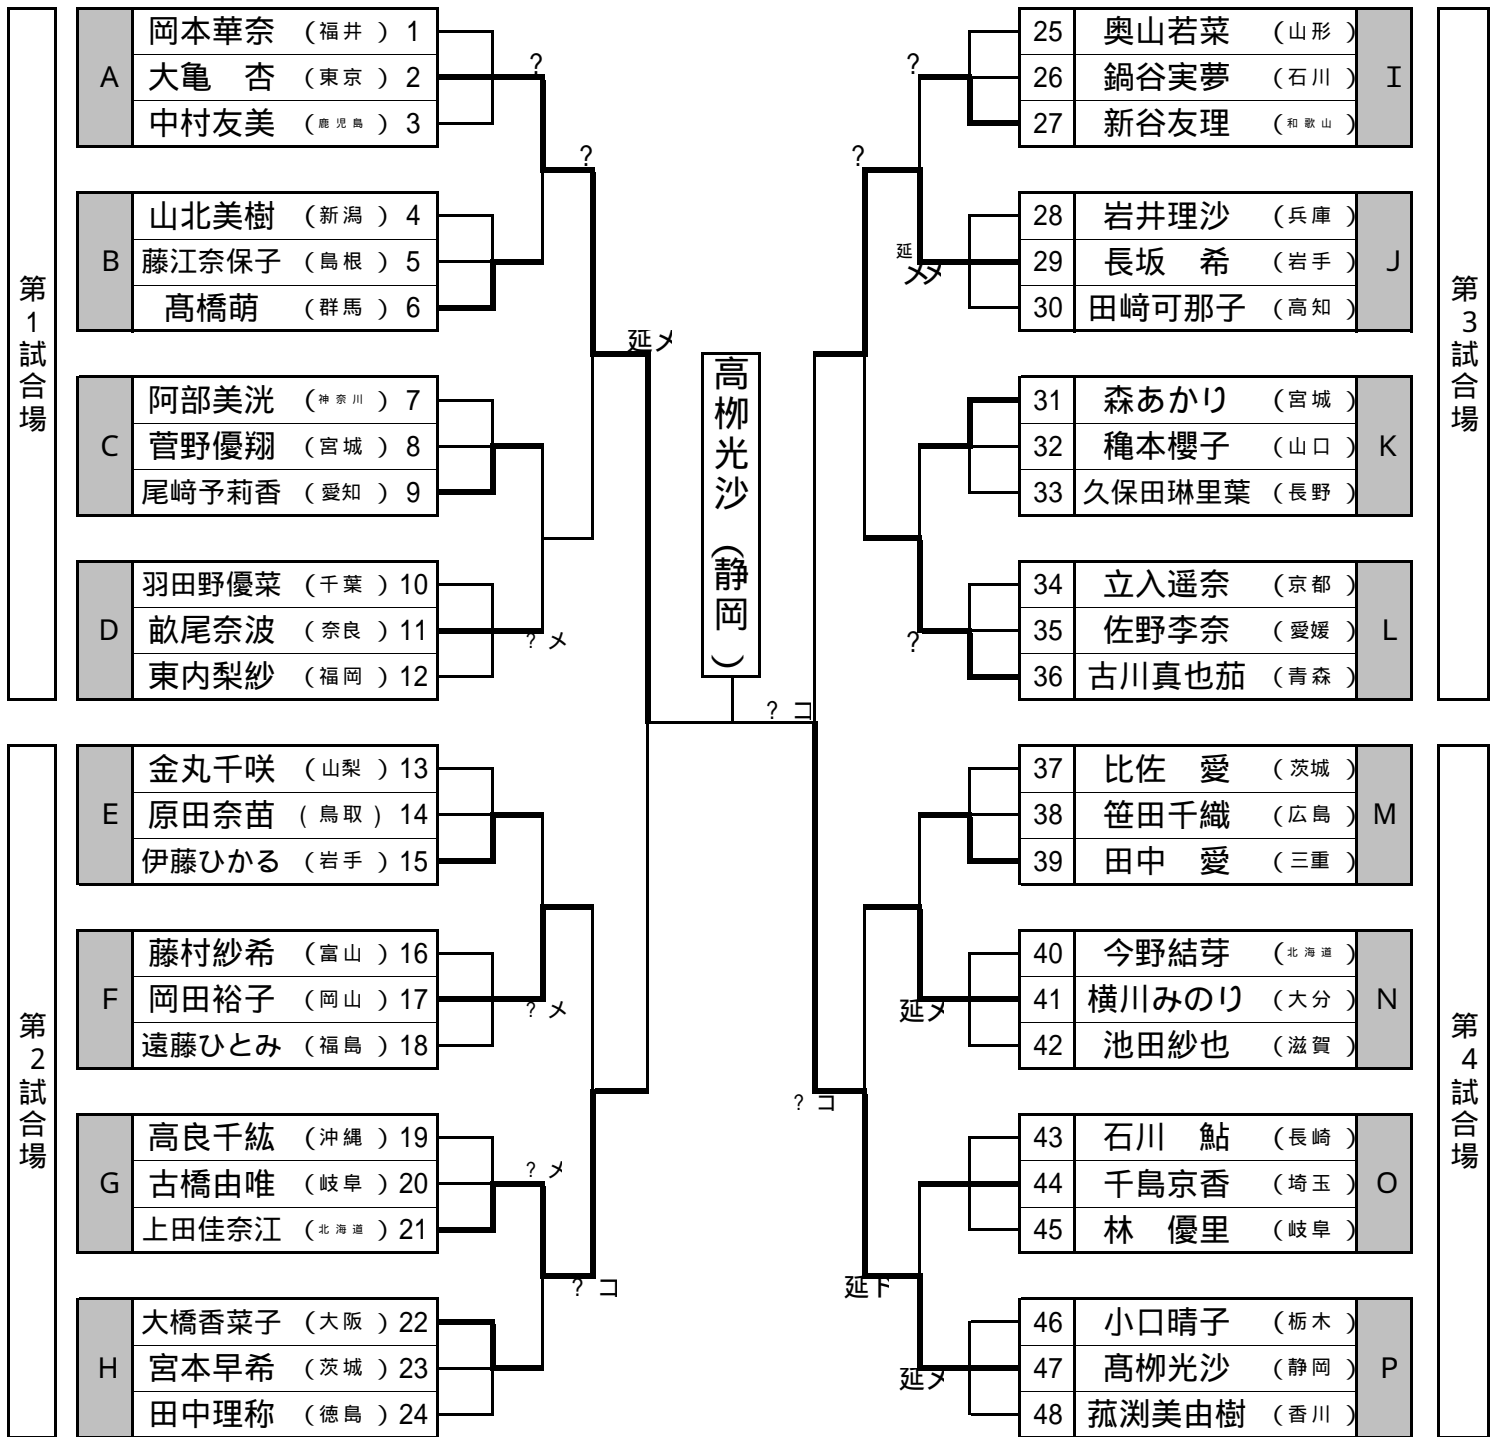 第1試合場
A
岡本華奈 （福井） 1
大亀　杏 （東京） 2
中村友美 （鹿児島） 3
B
山北美樹 （新潟） 4
藤江奈保子 （島根） 5
髙橋萌 （群馬） 6
C
阿部美洸 （神奈川） 7
菅野優翔 （宮城） 8
尾﨑予莉香 （愛知） 9
D
羽田野優菜 （千葉） 10
畝尾奈波 （奈良） 11
東内梨紗 （福岡） 12
第2試合場
E
金丸千咲 （山梨） 13
原田奈苗 （鳥取） 14
伊藤ひかる （岩手） 15
F
藤村紗希 （富山） 16
岡田裕子 （岡山） 17
遠藤ひとみ （福島） 18
G
高良千紘 （沖縄） 19
古橋由唯 （岐阜） 20
上田佳奈江 （北海道） 21
H
大橋香菜子 （大阪） 22
宮本早希 （茨城） 23
田中理称 （徳島） 24
?
?
延メ
? メ
? メ
? メ
? コ
高栁光沙（静岡）
? コ
?
?
延
メメ
?
延メ
? コ
延ド
延メ
25 奥山若菜 （山形）
26 鍋谷実夢 （石川）
27 新谷友理 （和歌山）
I
28 岩井理沙 （兵庫）
29 長坂　希 （岩手）
30 田﨑可那子 （高知）
J
31 森あかり （宮城）
32 穐本櫻子 （山口）
33 久保田琳里葉 （長野）
K
34 立入遥奈 （京都）
35 佐野李奈 （愛媛）
36 古川真也茄 （青森）
L
第3試合場
37 比佐　愛 （茨城）
38 笹田千織 （広島）
39 田中　愛 （三重）
M
40 今野結芽 （北海道）
41 横川みのり （大分）
42 池田紗也 （滋賀）
N
43 石川　鮎 （長崎）
44 千島京香 （埼玉）
45 林　優里 （岐阜）
O
46 小口晴子 （栃木）
47 髙栁光沙 （静岡）
48 菰渕美由樹 （香川）
P
第4試合場